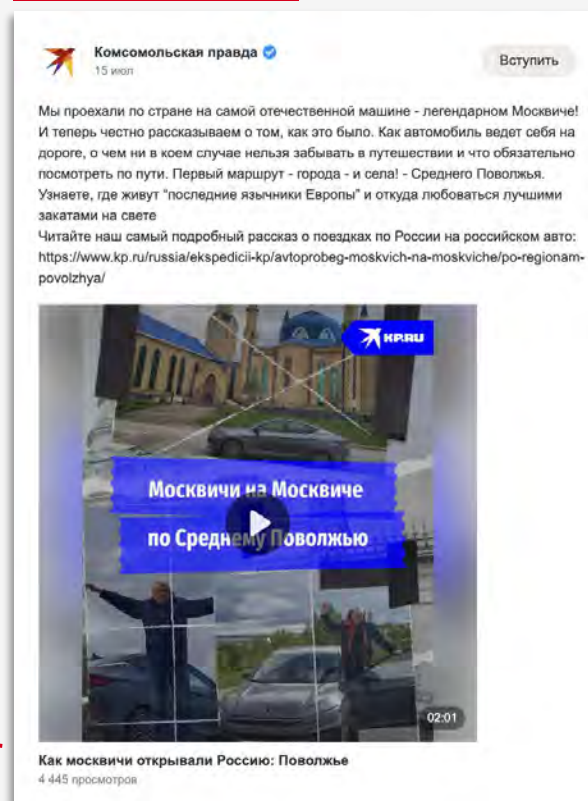 Комсомольская правда
15 июл
Вступить
Мы проехали по стране на самой отечественной машине - легендарном Москвиче!
И теперь честно рассказываем о том, как это было. Как автомобиль ведет себя на
дороге, о чем ни в коем случае нельзя забывать в путешествии и что обязательно
посмотреть по пути. Первый маршрут - города - и села! - Среднего Поволжья.
Узнаете, где живут "последние язычники Европы" и откуда любоваться лучшими
закатами на свете
Читайте наш самый подробный рассказ о поездках по России на российском авто:
https://www.kp.ru/russia/ekspedicii-kp/avtoprobeg-moskvich-na-moskviche/po-regionam-
povolzhya/
KP.RU
Москвичи на Москвиче
по Среднему Поволжью
02:01
Как москвичи открывали Россию: Поволжье
4 445 просмотров